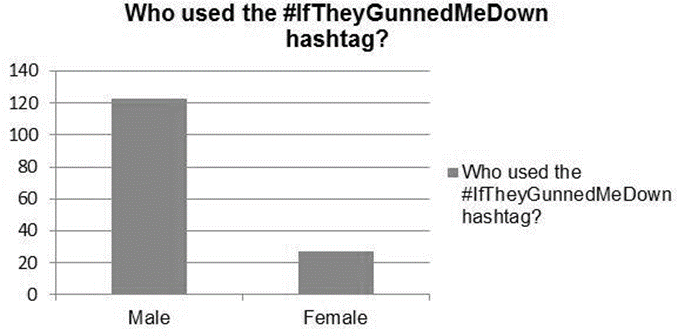 Who used the #IfTheyGunnedMeDown
hashtag?
140
120
100
80
60
40
20
0
Male Female
Who used the
#IfTheyGunnedMeDown
hashtag?